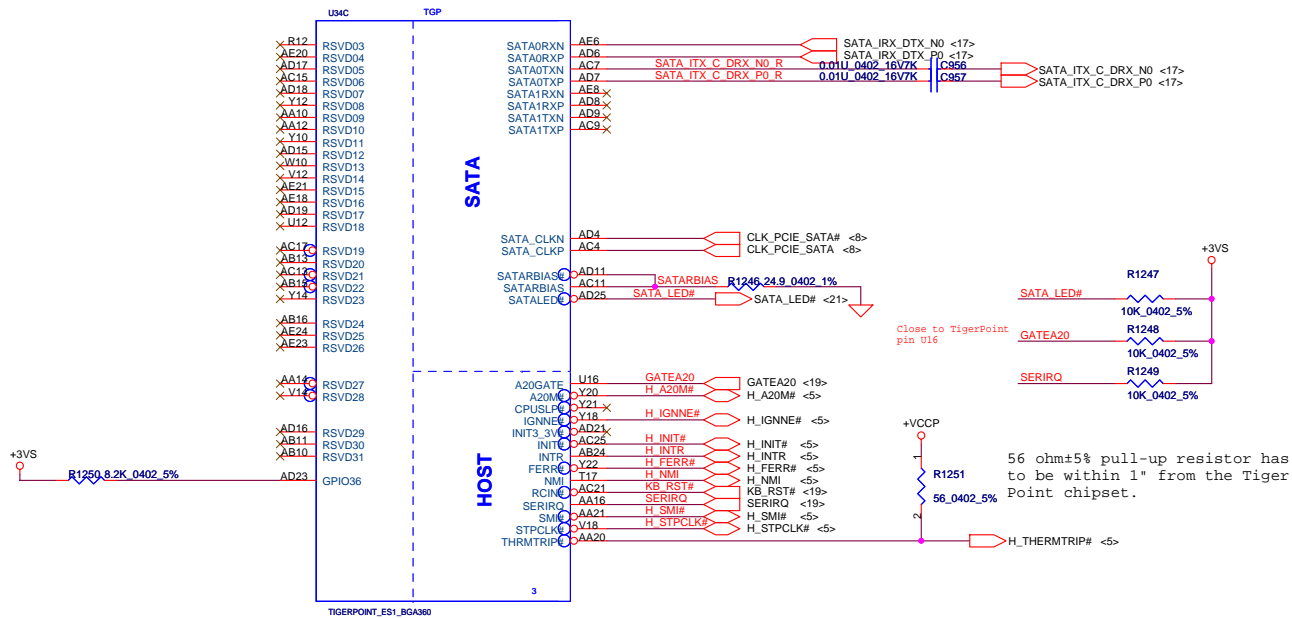 U34C
TGP
R12 RSVD03
AE20 RSVD04
AD17 RSVD05
AC15 RSVD06
AD18 RSVD07
Y12 RSVD08
AA10 RSVD09
AA12 RSVD10
Y10 RSVD11
AD15 RSVD12
W10 RSVD13
V12 RSVD14
AE21 RSVD15
AE18 RSVD16
AD19 RSVD17
U12 RSVD18
AC17 RSVD19
AB13 RSVD20
AC13 RSVD21
AB15 RSVD22
Y14 RSVD23
AB16 RSVD24
AE24 RSVD25
AE23 RSVD26
AA14 RSVD27
V14 RSVD28
AD16 RSVD29
AB11 RSVD30
AB10 RSVD31
+3VS
R1250 8.2K_0402_5%
AD23 GPIO36
SATA
HOST
SATA0RXN AE6 SATA_IRX_DTX_N0 <17>
SATA0RXP AD6 SATA_IRX_DTX_P0 <17>
SATA0TXN AC7 SATA_ITX_C_DRX_N0_R 0.01U_0402_16V7K C956 SATA_ITX_C_DRX_N0 <17>
SATA0TXP AD7 SATA_ITX_C_DRX_P0_R 0.01U_0402_16V7K C957 SATA_ITX_C_DRX_P0 <17>
SATA1RXN AE8
SATA1RXP AD8
SATA1TXN AD9
SATA1TXP AC9
SATA_CLKN AD4 CLK_PCIE_SATA# <8>
SATA_CLKP AC4 CLK_PCIE_SATA <8>
SATARBIAS# AD11
SATARBIAS AC11 SATARBIAS R1246 24.9_0402_1%
SATALED# AD25 SATA_LED# SATA_LED# <21>
A20GATE U16 GATEA20 GATEA20 <19>
A20M# Y20 H_A20M# H_A20M# <5>
CPUSLP# Y21
IGNNE# Y18 H_IGNNE# H_IGNNE# <5>
INIT3_3V# AD21
INIT# AC25 H_INIT# H_INIT# <5>
INTR AB24 H_INTR H_INTR <5>
FERR# Y22 H_FERR# H_FERR# <5>
NMI T17 H_NMI H_NMI <5>
RCIN# AC21 KB_RST# KB_RST# <19>
SERIRQ AA16 SERIRQ SERIRQ <19>
SMI# AA21 H_SMI# H_SMI# <5>
STPCLK# V18 H_STPCLK# H_STPCLK# <5>
THRMTRIP# AA20 H_THERMTRIP# <5>
3
TIGERPOINT_ES1_BGA360
+3VS
SATA_LED# R1247 10K_0402_5%
Close to TigerPoint
pin U16
GATEA20 R1248 10K_0402_5%
SERIRQ R1249 10K_0402_5%
+VCCP
1
R1251
56_0402_5%
2
56 ohm±5% pull-up resistor has
to be within 1" from the Tiger
Point chipset.